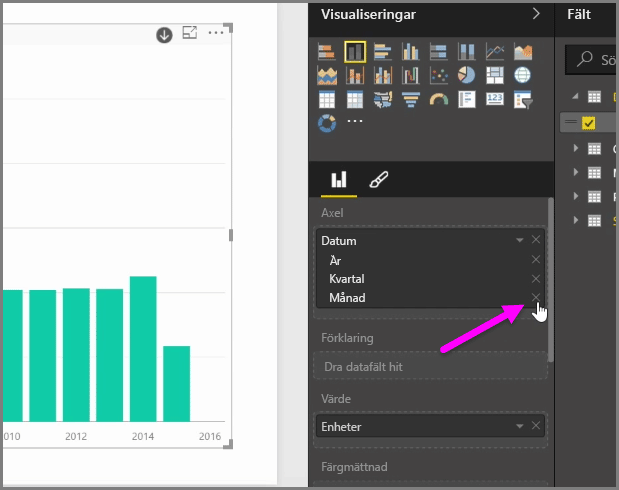 Visualiseringar
Fält
Sö
123
Axel
Datum
År
Kvartal
Månad
Förklaring
Dra datafält hit
Värde
Enheter
Färgmättnad
010 2012 2014 2016